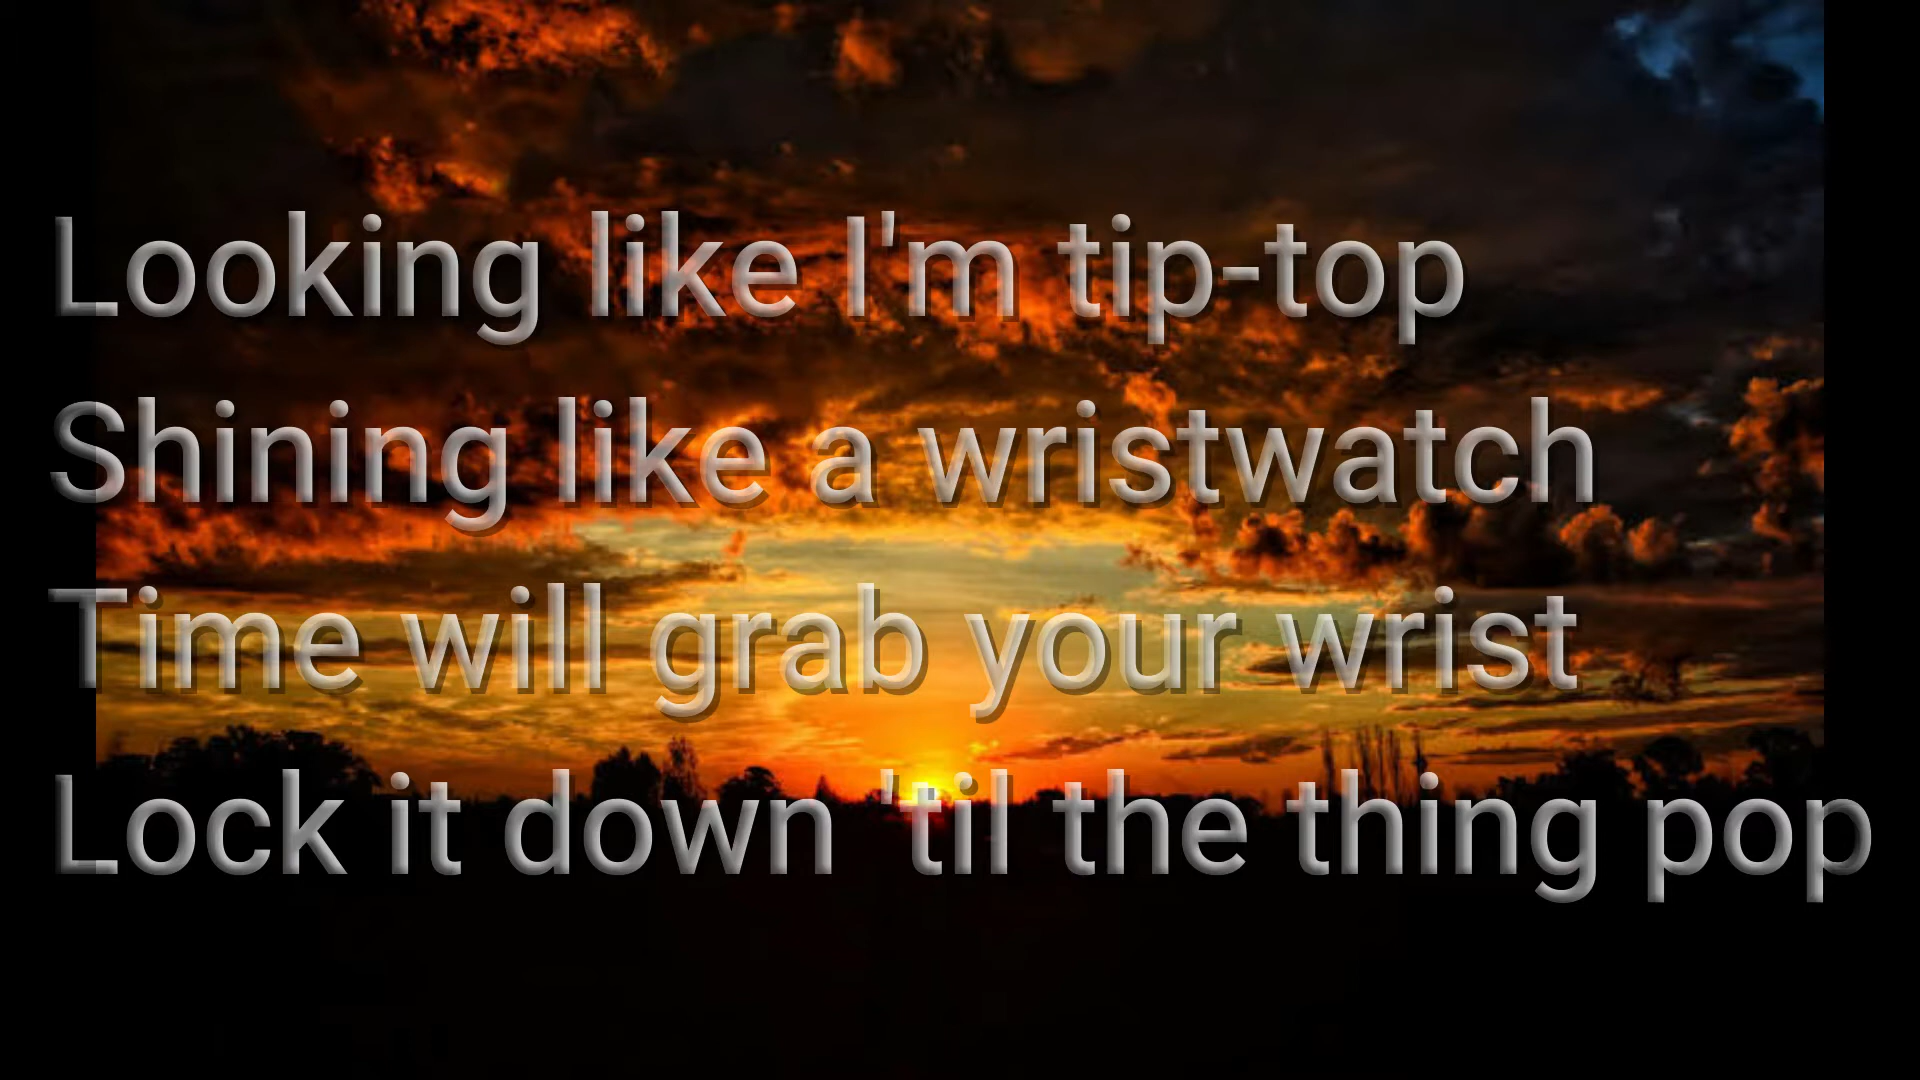 Looking like I'm tip-top
Shining like a wristwatch
Time will grab your wrist
Lock it down 'til the thing pop